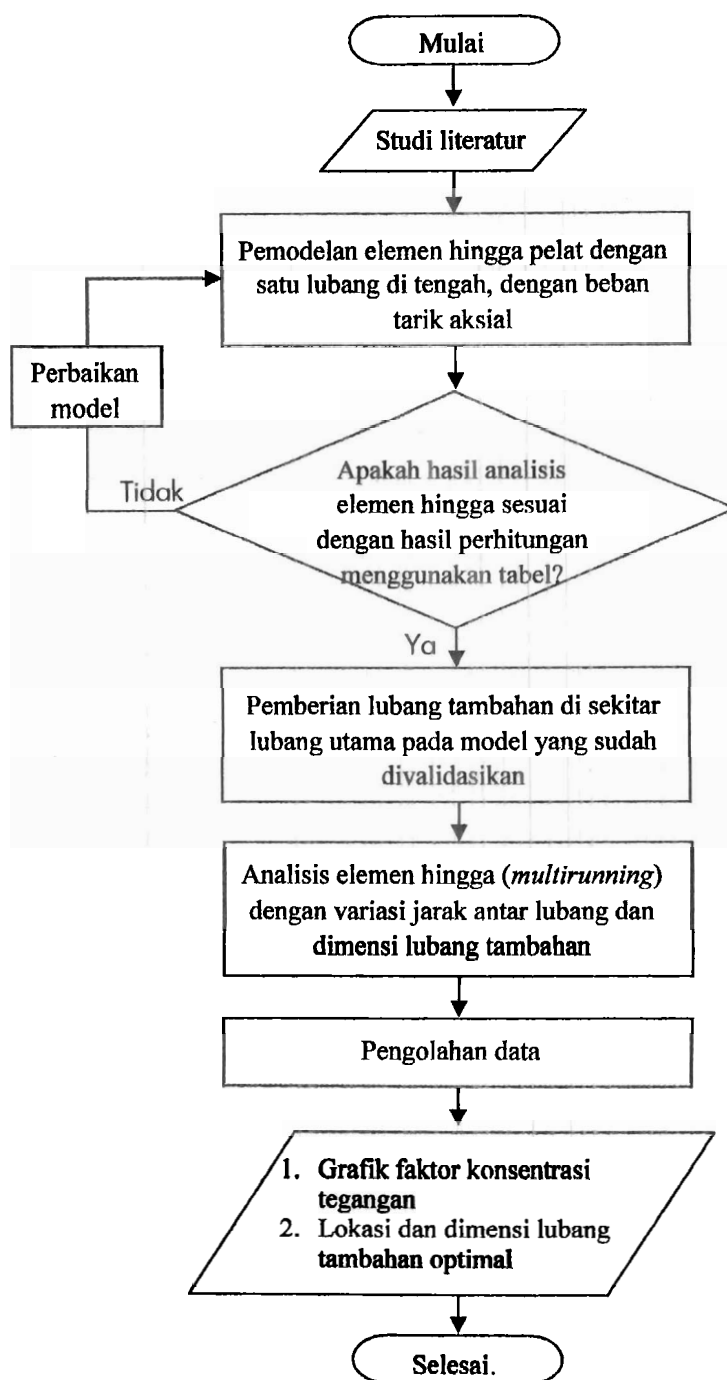 Mulai
Studi literatur
Pemodelan elemen hingga pelat dengan
satu lubang di tengah, dengan beban
tarik aksial
Perbaikan
model
Apakah hasil analisis
elemen hingga sesuai
dengan hasil perhitungan
menggunakan tabel?
Tidak
Ya
Pemberian lubang tambahan di sekitar
lubang utama pada model yang sudah
divalidasikan
Analisis elemen hingga (multirunning)
dengan variasi jarak antar lubang dan
dimensi lubang tambahan
Pengolahan data
1. Grafik faktor konsentrasi
tegangan
2. Lokasi dan dimensi lubang
tambahan optimal
Selesai.